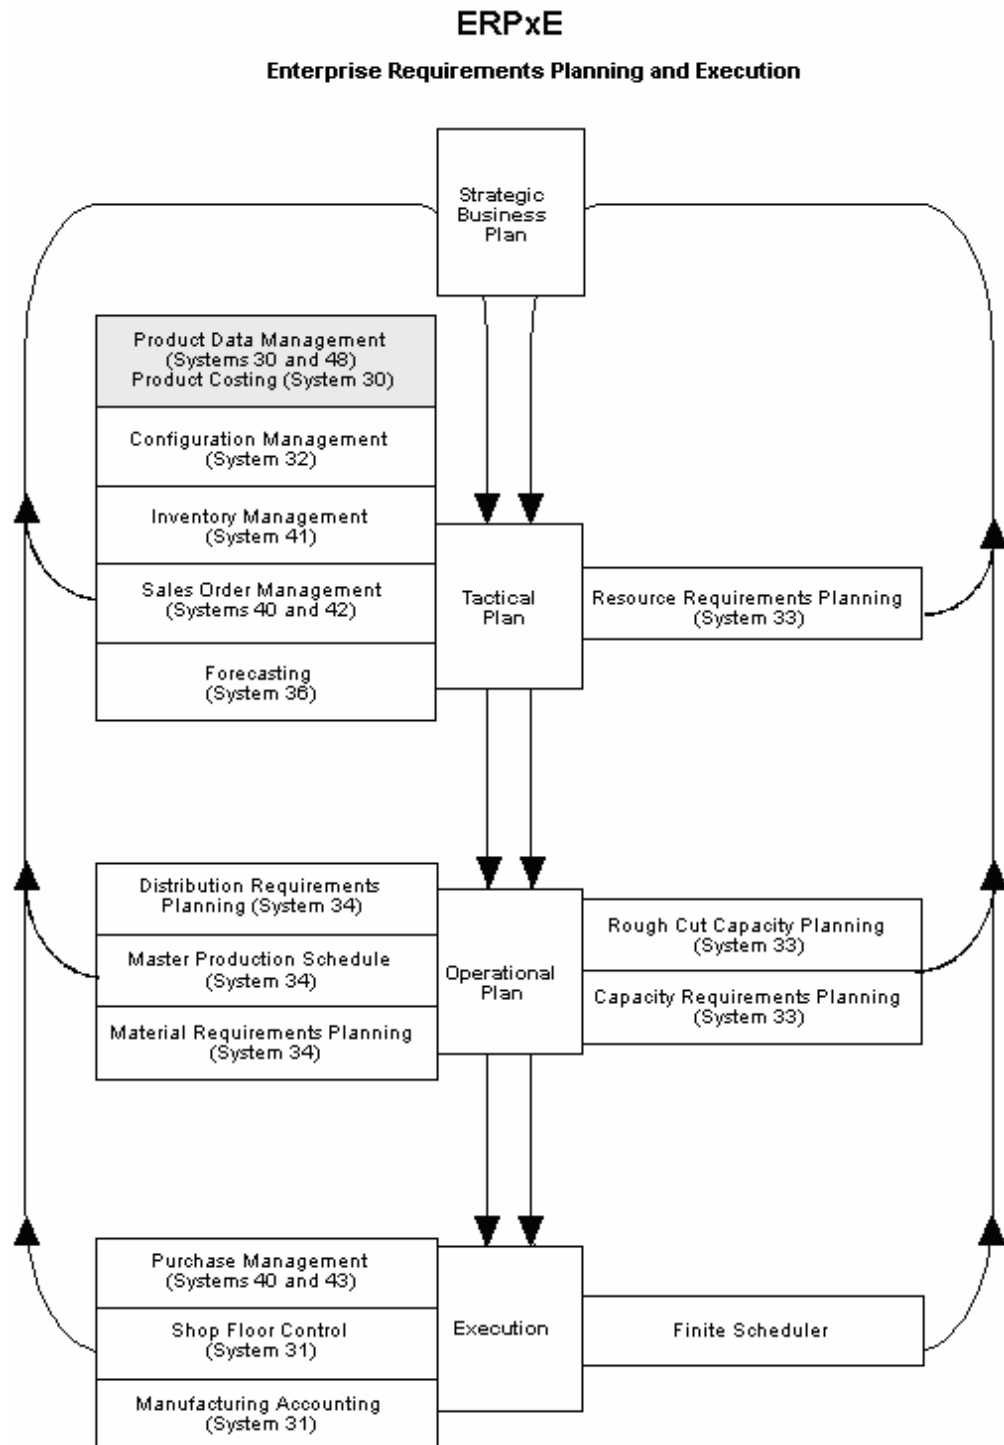 ERPxE
Enterprise Requirements Planning and Execution
Strategic
Business
Plan
Product Data Management
(Systems 30 and 48)
Product Costing (System 30)
Configuration Management
(System 32)
Inventory Management
(System 41)
Sales Order Management
(Systems 40 and 42)
Forecasting
(System 36)
Tactical
Plan
Resource Requirements Planning
(System 33)
Distribution Requirements
Planning (System 34)
Master Production Schedule
(System 34)
Material Requirements Planning
(System 34)
Operational
Plan
Rough Cut Capacity Planning
(System 33)
Capacity Requirements Planning
(System 33)
Purchase Management
(Systems 40 and 43)
Shop Floor Control
(System 31)
Manufacturing Accounting
(System 31)
Execution
Finite Scheduler